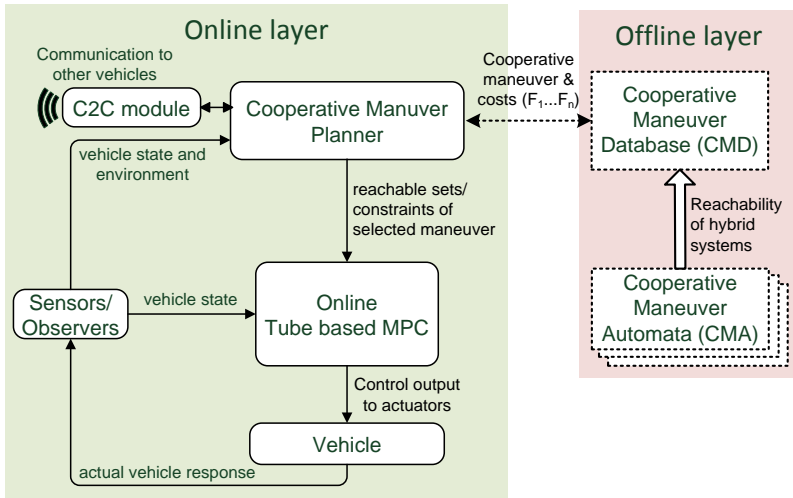 Online layer
Communication to
other vehicles
C2C module
Cooperative Manuver
Planner
vehicle state and
environment
reachable sets/
constraints of
selected maneuver
Sensors/
Observers
vehicle state
Online
Tube based MPC
Control output
to actuators
Vehicle
actual vehicle response
Cooperative
maneuver &
costs (F₁...Fₙ)
Offline layer
Cooperative
Maneuver
Database (CMD)
Reachability
of hybrid
systems
Cooperative
Maneuver
Automata (CMA)